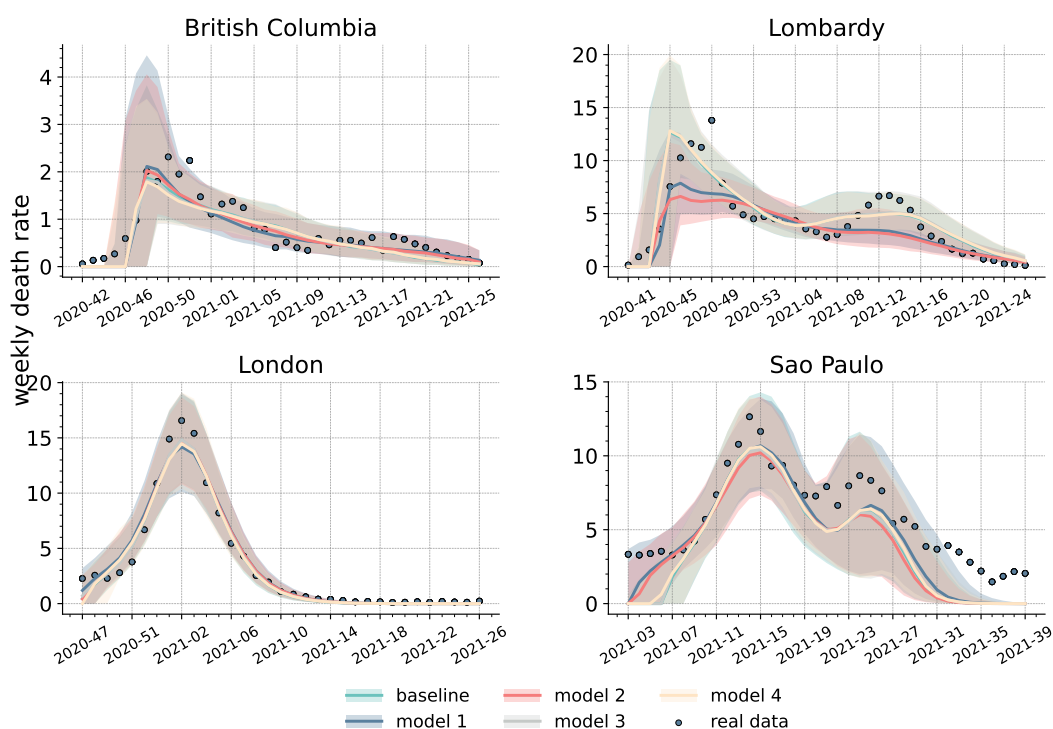 British Columbia
Lombardy
weekly death rate
4
3
2
1
0
20
15
10
5
0
2020-42 2020-46 2020-50 2021-01 2021-05 2021-09 2021-13 2021-17 2021-21 2021-25
2020-41 2020-45 2020-49 2020-53 2021-04 2021-08 2021-12 2021-16 2021-20 2021-24
London
Sao Paulo
20
15
10
5
0
15
10
5
0
2020-47 2020-51 2021-02 2021-06 2021-10 2021-14 2021-18 2021-22 2021-26
2021-03 2021-07 2021-11 2021-15 2021-19 2021-23 2021-27 2021-31 2021-35 2021-39
baseline model 2 model 4
model 1 model 3 real data